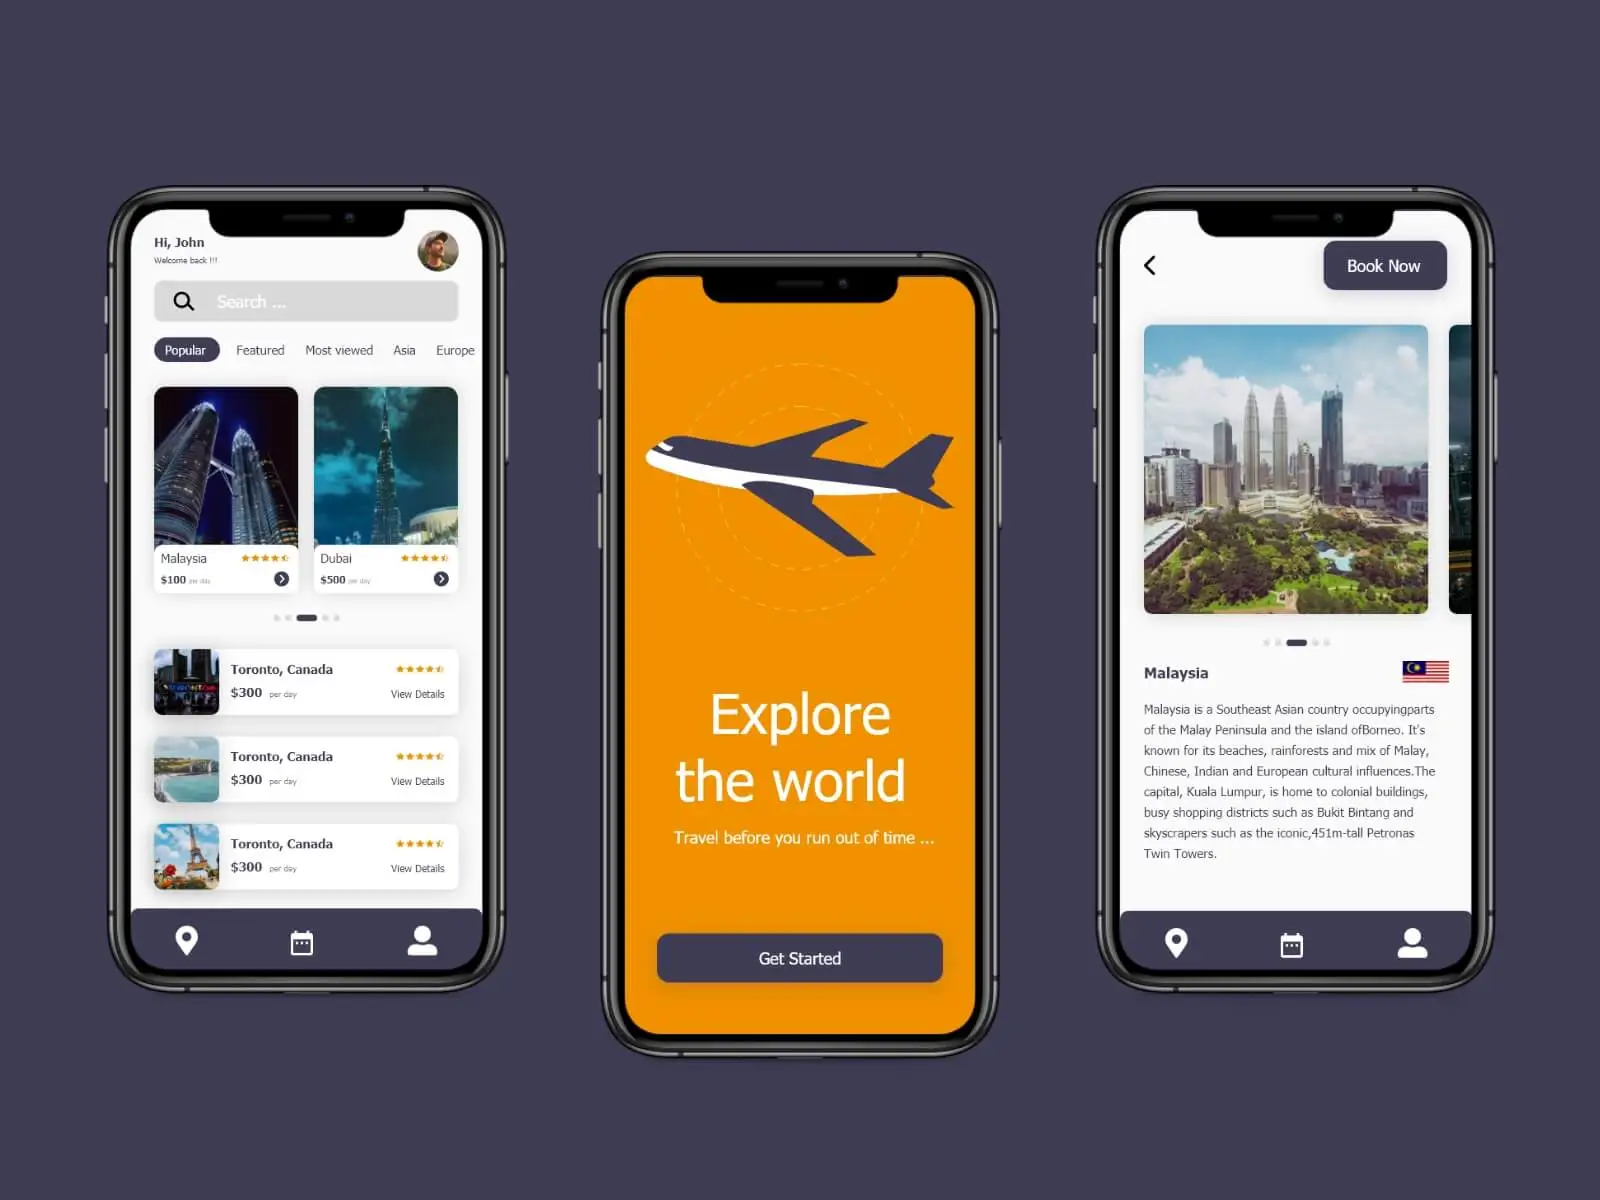 Hi, John
Welcome back !!!
Search ...
Popular Featured Most viewed Asia Europe
Malaysia
$100 per day
Dubai
$500 per day
Toronto, Canada
$300 per day
View Details
Toronto, Canada
$300 per day
View Details
Toronto, Canada
$300 per day
View Details
Explore
the world
Travel before you run out of time ...
Get Started
Book Now
Malaysia
Malaysia is a Southeast Asian country occupyingparts
of the Malay Peninsula and the island ofBorneo. It's
known for its beaches, rainforests and mix of Malay,
Chinese, Indian and European cultural influences.The
capital, Kuala Lumpur, is home to colonial buildings,
busy shopping districts such as Bukit Bintang and
skyscrapers such as the iconic,451m-tall Petronas
Twin Towers.